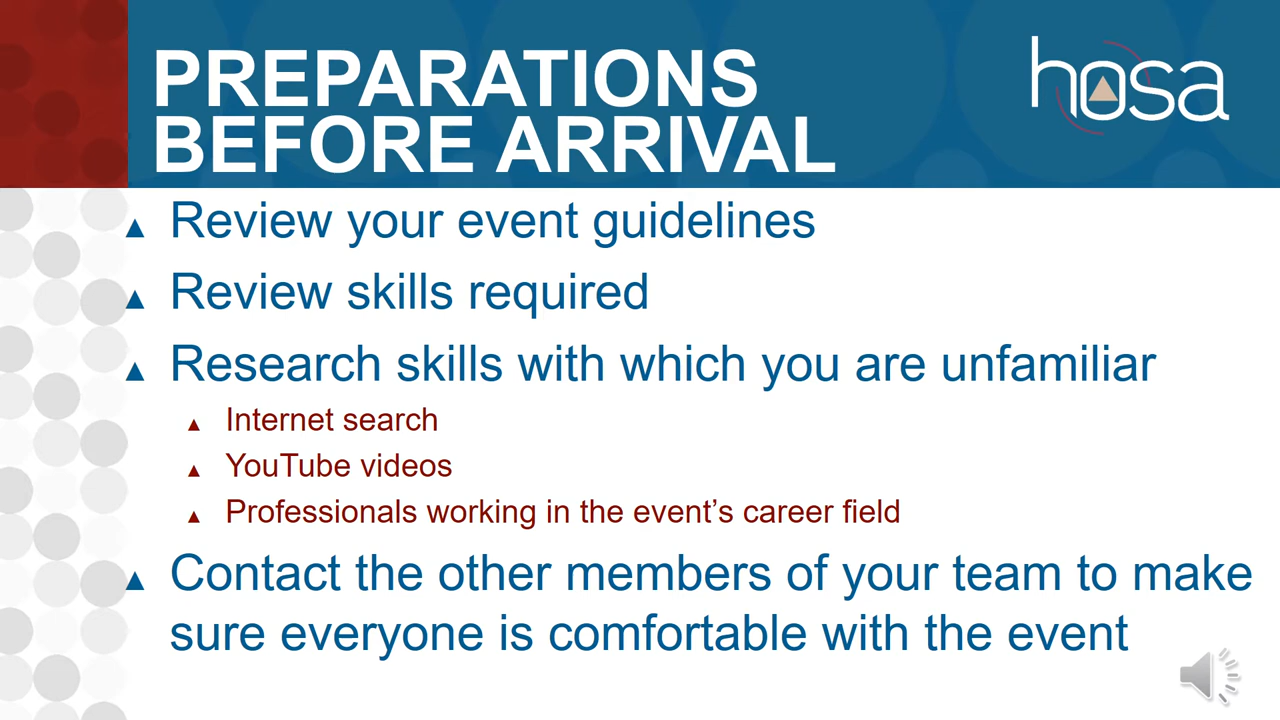 PREPARATIONS
BEFORE ARRIVAL
hosa
Review your event guidelines
Review skills required
Research skills with which you are unfamiliar
Internet search
YouTube videos
Professionals working in the event’s career field
Contact the other members of your team to make
sure everyone is comfortable with the event